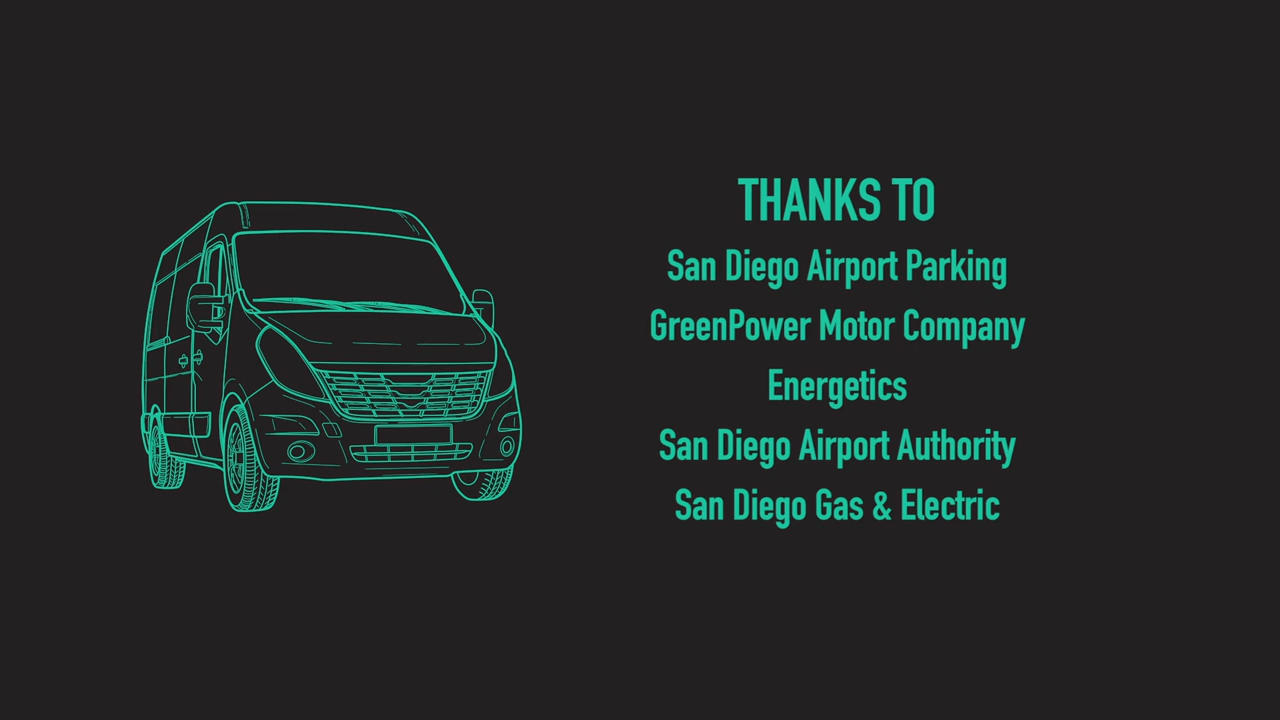 THANKS TO
San Diego Airport Parking
GreenPower Motor Company
Energetics
San Diego Airport Authority
San Diego Gas & Electric